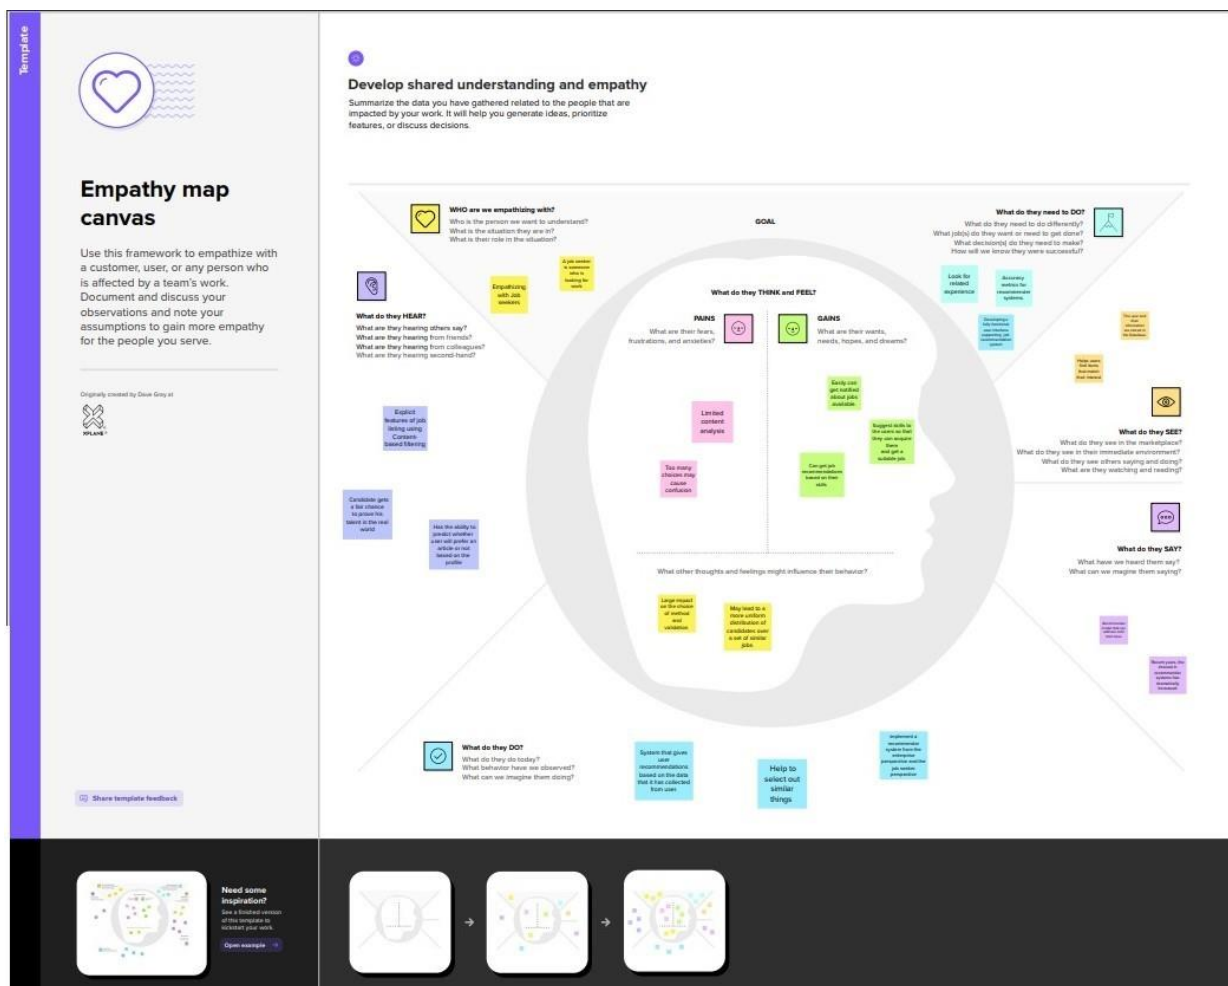 Template
Empathy map
canvas
Use this framework to empathize with
a customer, user, or any person who
is affected by a team's work.
Document and discuss your
observations and note your
assumptions to gain more empathy
for the people you serve.
Originally created by Dave Gray at
XPLANE
Share template feedback
Develop shared understanding and empathy
Summarize the data you have gathered related to the people that are
impacted by your work. It will help you generate ideas, prioritize
features, or discuss decisions.
WHO are we empathizing with?
Who is the person we want to understand?
What is the situation they are in?
What is their role in the situation?
Empathizing
with Job
seekers
A job seeker
is someone
who is
looking for
work
GOAL
What do they need to DO?
What do they need to do differently?
What job(s) do they want or need to get done?
What decision(s) do they need to make?
How will we know they were successful?
Look for
related
experience
Accuracy
metrics for
recommender
systems
What do they HEAR?
What are they hearing others say?
What are they hearing from friends?
What are they hearing from colleagues?
What are they hearing second-hand?
Explicit
features of job
listing using
Content-
based filtering
Candidate gets
a fair chance
to prove his
talent in the real
world
Has the ability to
predict whether
user will prefer an
article or not
based on the
profile
What do they THINK and FEEL?
PAINS
What are their fears,
frustrations, and anxieties?
Limited
content
analysis
Too many
choices may
cause
confusion
GAINS
What are their wants,
needs, hopes, and dreams?
Easily can
get notified
about jobs
available.
Suggest skills to
the users so that
they can acquire
them
and get a
suitable job
Can get job
recommendations
based on their
skills
What other thoughts and feelings might influence their behavior?
Large impact
on the choice
of method
and
validation.
May lead to a
more uniform
distribution of
candidates over
a set of similar
jobs
Helps users
find items
that match
their interest
What do they SEE?
What do they see in the marketplace?
What do they see in their immediate environment?
What do they see others saying and doing?
What are they watching and reading?
What do they SAY?
What have we heard them say?
What can we imagine them saying?
Recent years, the
interest in
recommender
systems has
dramatically
increased
What do they DO?
What do they do today?
What behavior have we observed?
What can we imagine them doing?
System that gives
user
recommendations
based on the data
that it has collected
from user
Help to
select out
similar
things
Implement a
recommender
system from the
enterprise
perspective and the
job seeker
perspective
Need some
inspiration?
See a finished version
of this template to
kickstart your work.
Open example